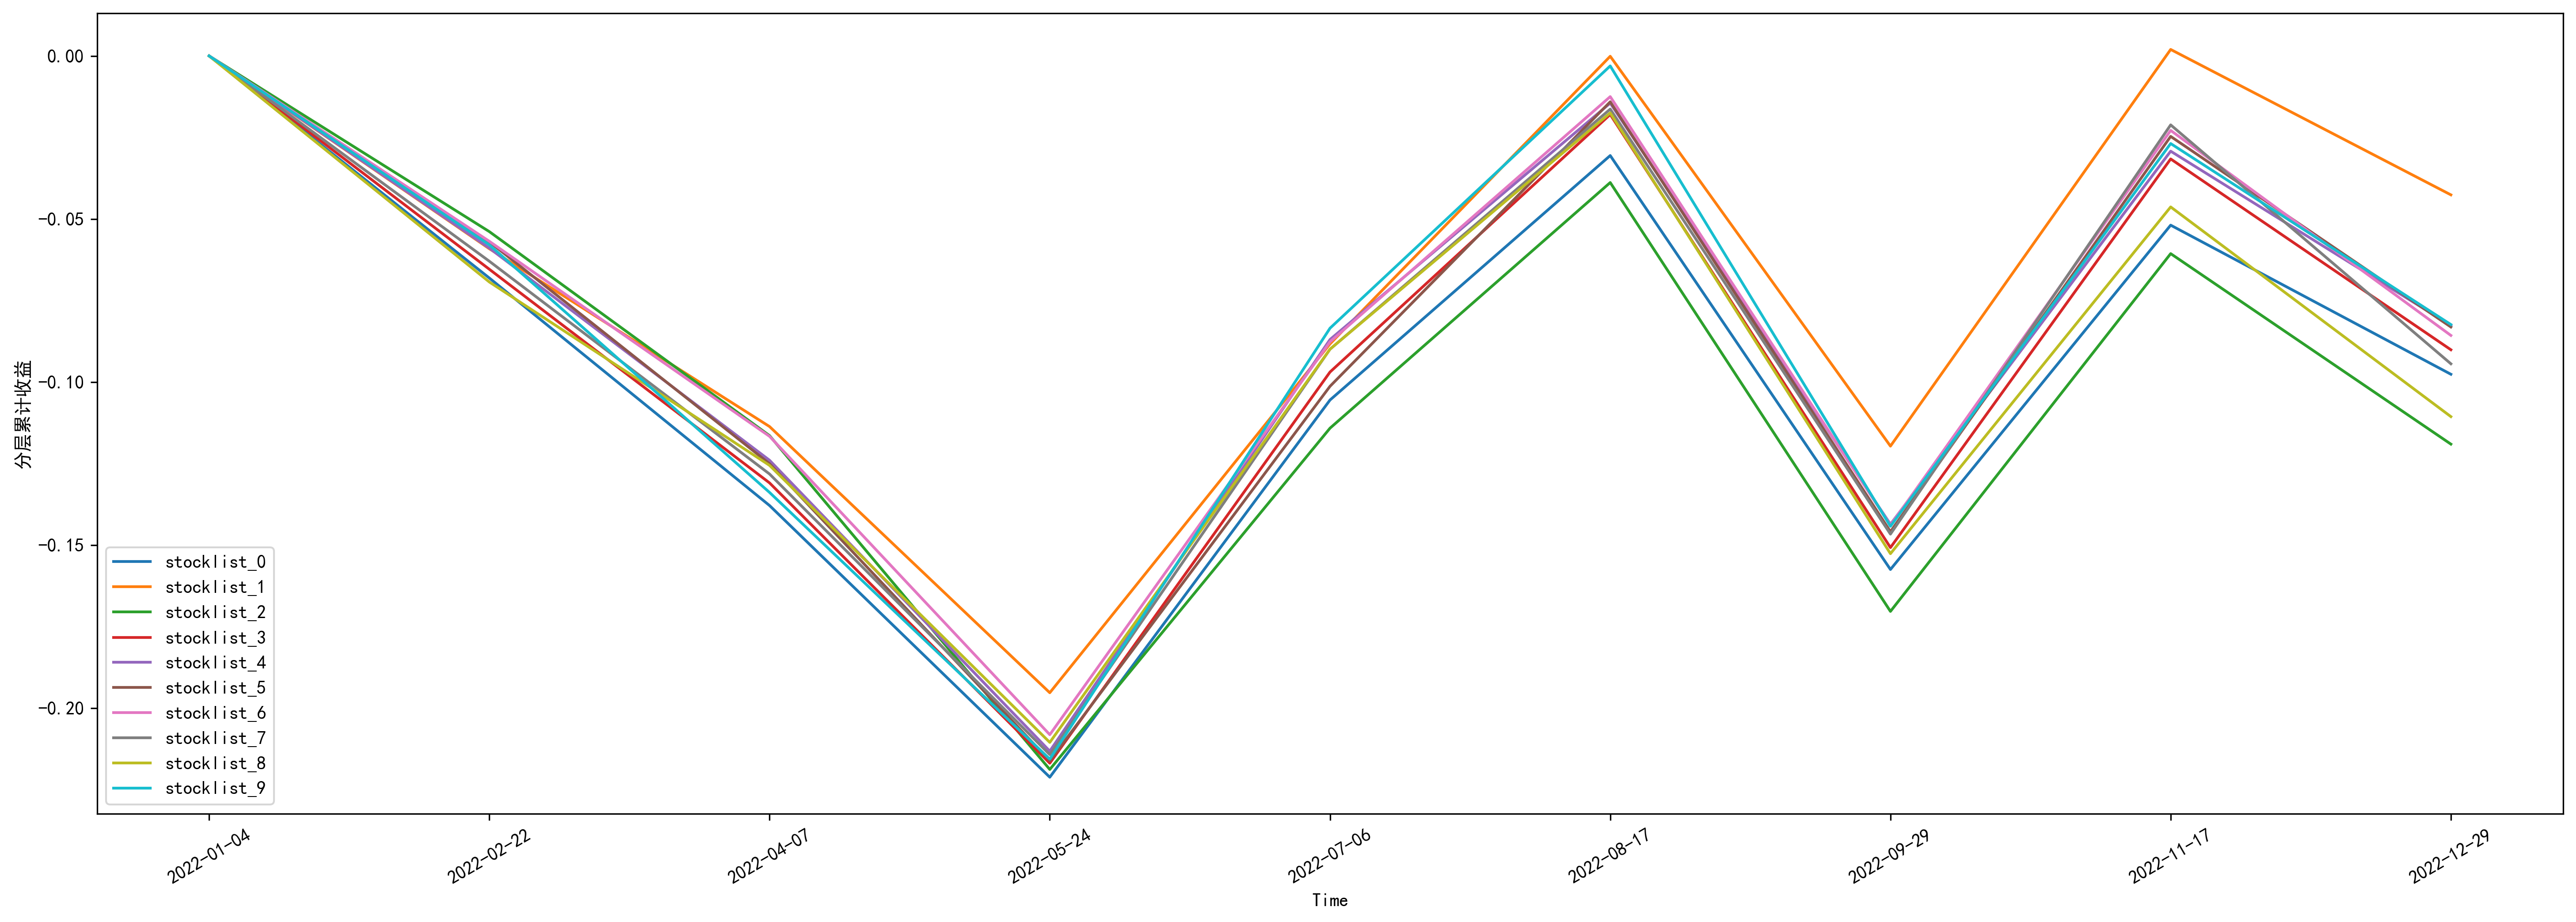 0.00
-0.05
-0.10
-0.15
-0.20
分层累计收益
stocklist_0
stocklist_1
stocklist_2
stocklist_3
stocklist_4
stocklist_5
stocklist_6
stocklist_7
stocklist_8
stocklist_9
2022-01-04
2022-02-22
2022-04-07
2022-05-24
2022-07-06
2022-08-17
2022-09-29
2022-11-17
2022-12-29
Time